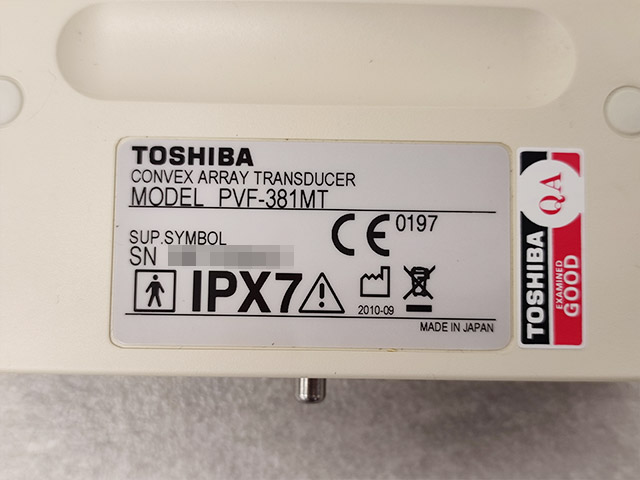 TOSHIBA
CONVEX ARRAY TRANSDUCER
MODEL PVF-381MT
CE 0197
SUP.SYMBOL
SN
IPX7
2010-09
MADE IN JAPAN
TOSHIBA
QA
EXAMINED
GOOD